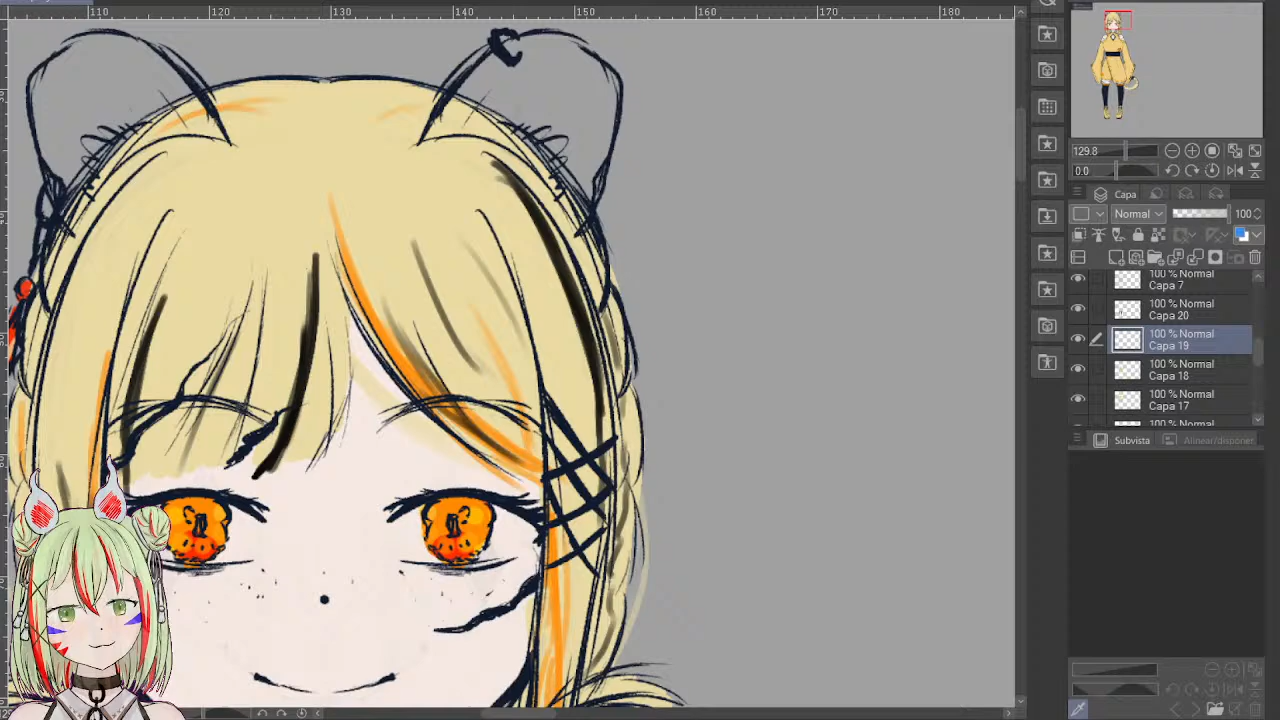 110 120 130 140 150 160 170 180
129.8
0.0
Capa
Normal 100
100 % Normal
Capa 7
100 % Normal
Capa 20
100 % Normal
Capa 19
100 % Normal
Capa 18
100 % Normal
Capa 17
Subvista Alinear/disponer